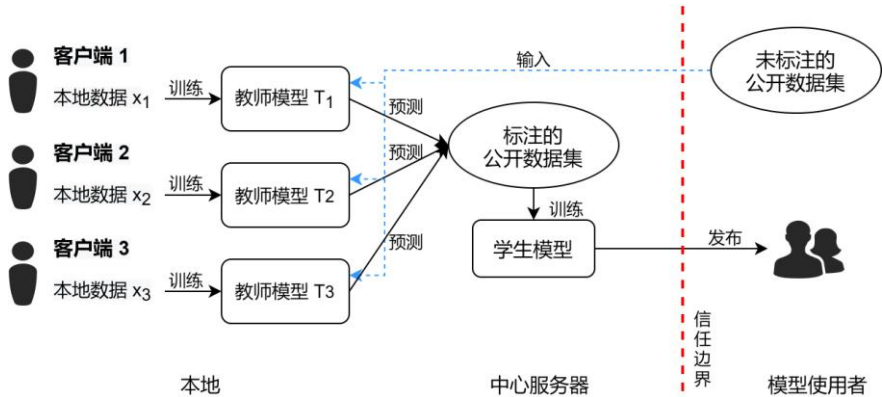 客户端 1
本地数据 x1
训练
教师模型 T1
预测
输入
未标注的
公开数据集
客户端 2
本地数据 x2
训练
教师模型 T2
预测
标注的
公开数据集
训练
客户端 3
本地数据 x3
训练
教师模型 T3
预测
学生模型
发布
信任边界
本地
中心服务器
模型使用者